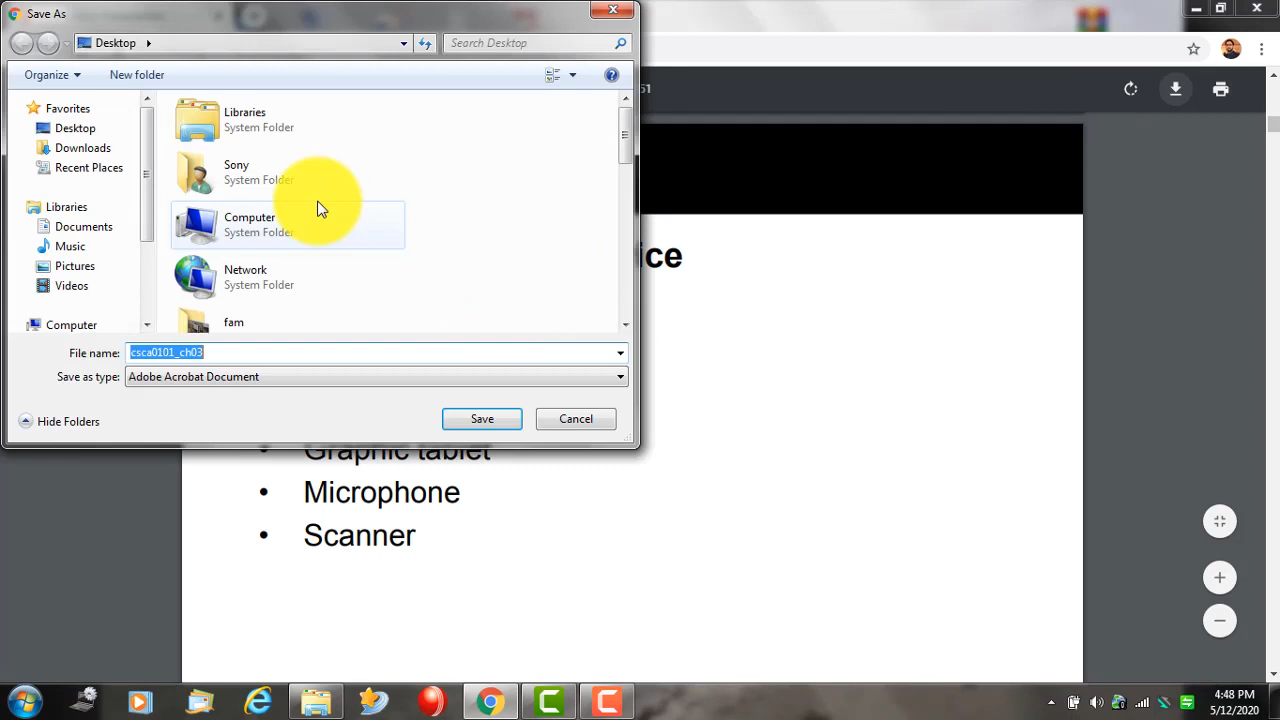 Save As
Desktop
Search Desktop
Organize
New folder
Favorites
Desktop
Downloads
Recent Places
Libraries
Documents
Music
Pictures
Videos
Computer
Libraries
System Folder
Sony
System Folder
Computer
System Folder
Network
System Folder
fam
File name: csca0101_ch03
Save as type: Adobe Acrobat Document
Hide Folders
Save
Cancel
61
ice
• Graphic tablet
• Microphone
• Scanner
4:48 PM
5/12/2020